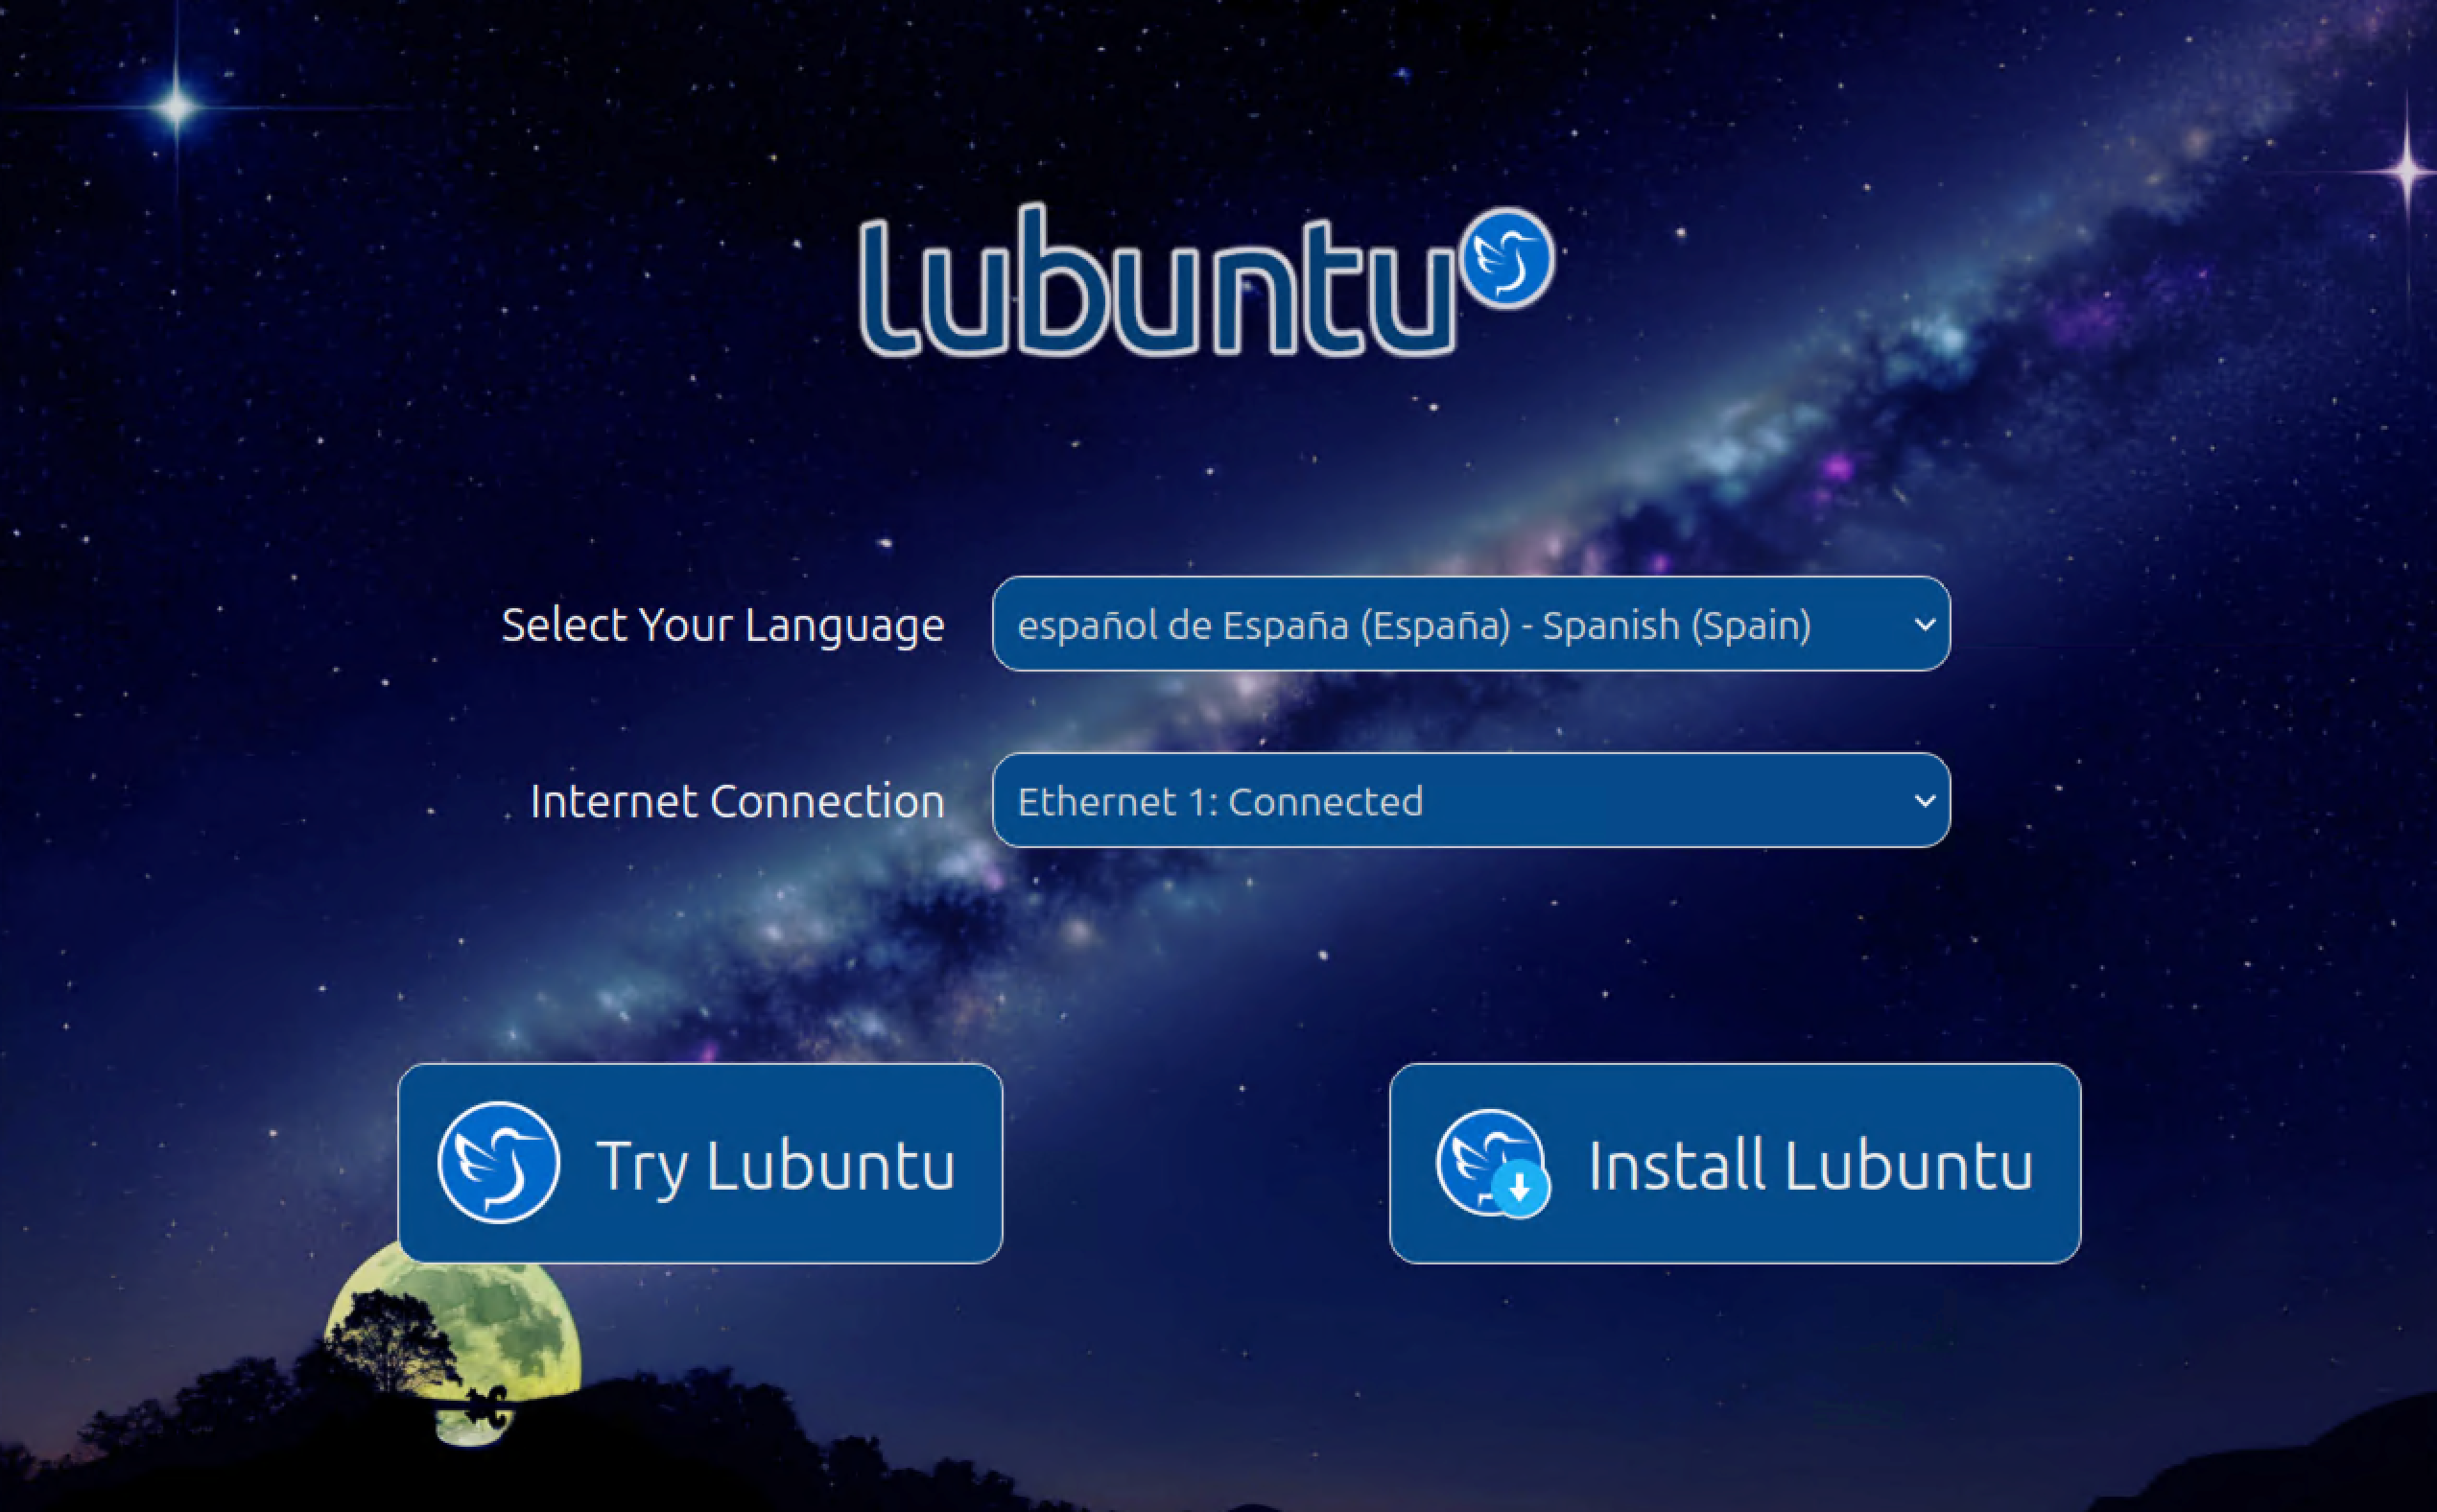 lubuntu
Select Your Language
español de España (España) - Spanish (Spain)
Internet Connection
Ethernet 1: Connected
Try Lubuntu
Install Lubuntu